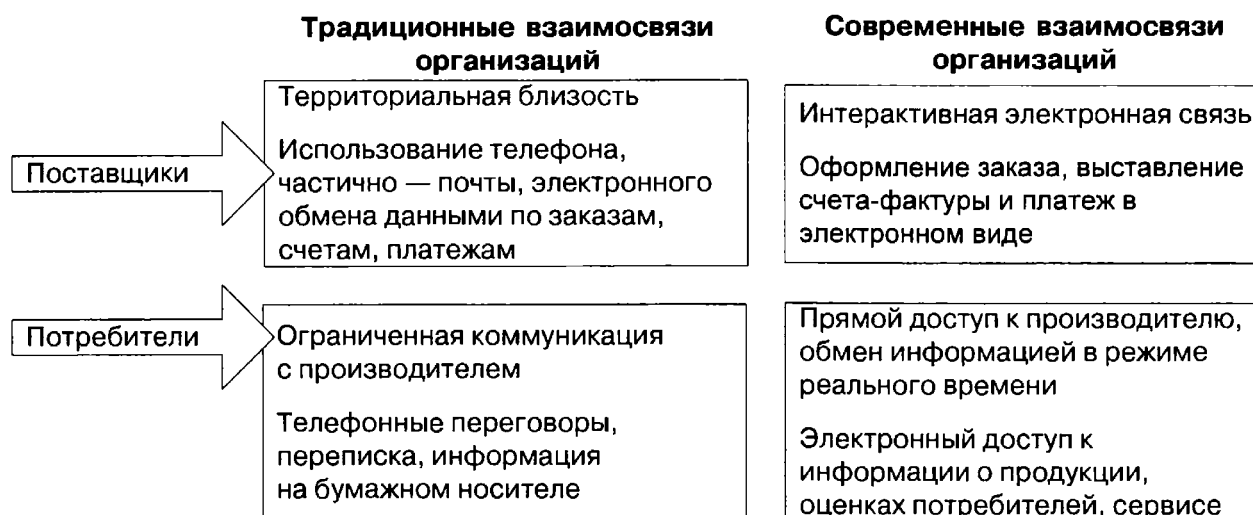 Традиционные взаимосвязи
организаций
Современные взаимосвязи
организаций
Поставщики
Территориальная близость
Использование телефона,
частично — почты, электронного
обмена данными по заказам,
счетам, платежам
Интерактивная электронная связь
Оформление заказа, выставление
счета-фактуры и платеж в
электронном виде
Потребители
Ограниченная коммуникация
с производителем
Телефонные переговоры,
переписка, информация
на бумажном носителе
Прямой доступ к производителю,
обмен информацией в режиме
реального времени
Электронный доступ к
информации о продукции,
оценках потребителей, сервисе